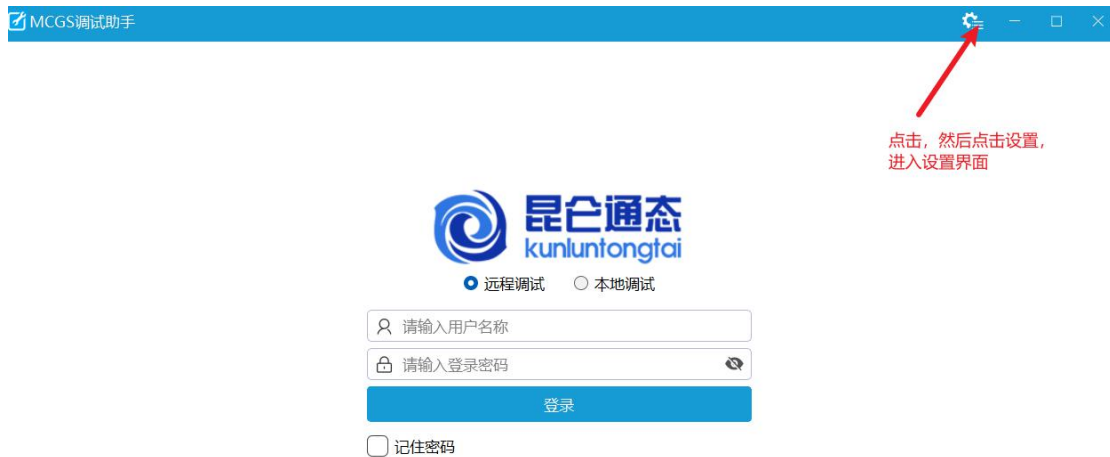 MCGS调试助手
点击，然后点击设置，
进入设置界面
昆仑通态
kunluntongtai
远程调试 本地调试
请输入用户名称
请输入登录密码
登录
记住密码